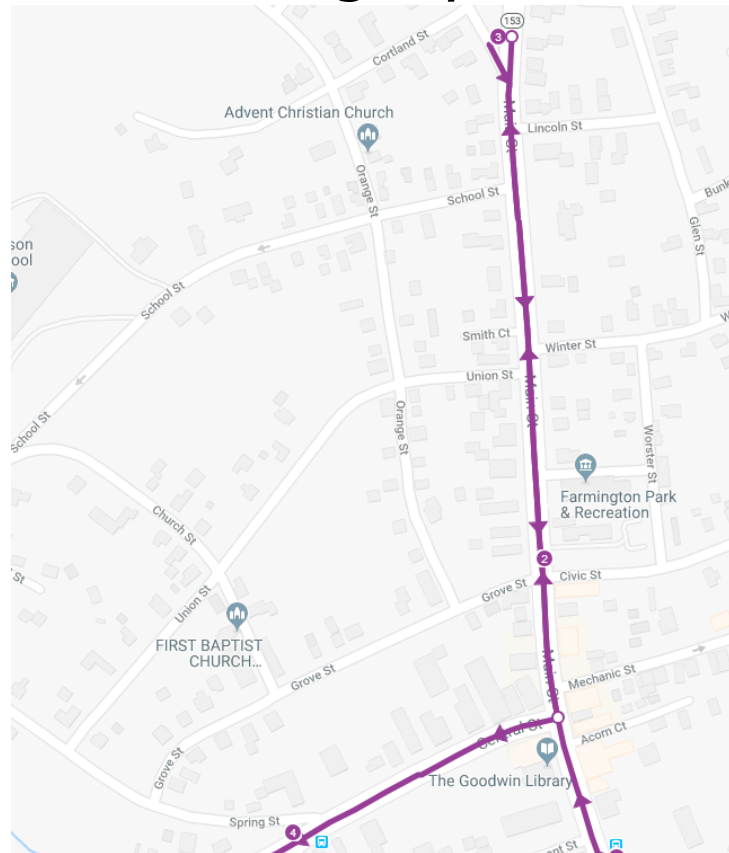 153
3
Cortland St
Main St
Lincoln St
Advent Christian Church
Orange St
School St
Glen St
son
ool
School St
Smith Ct
Winter St
W
Union St
Main St
Orange St
School St
Worster St
Farmington Park
& Recreation
Church St
2
Civic St
Grove St
St
Union St
FIRST BAPTIST
CHURCH...
Main St
Mechanic St
Grove St
Central St
Acorn Ct
The Goodwin Library
Grove St
Spring St
4
nt St